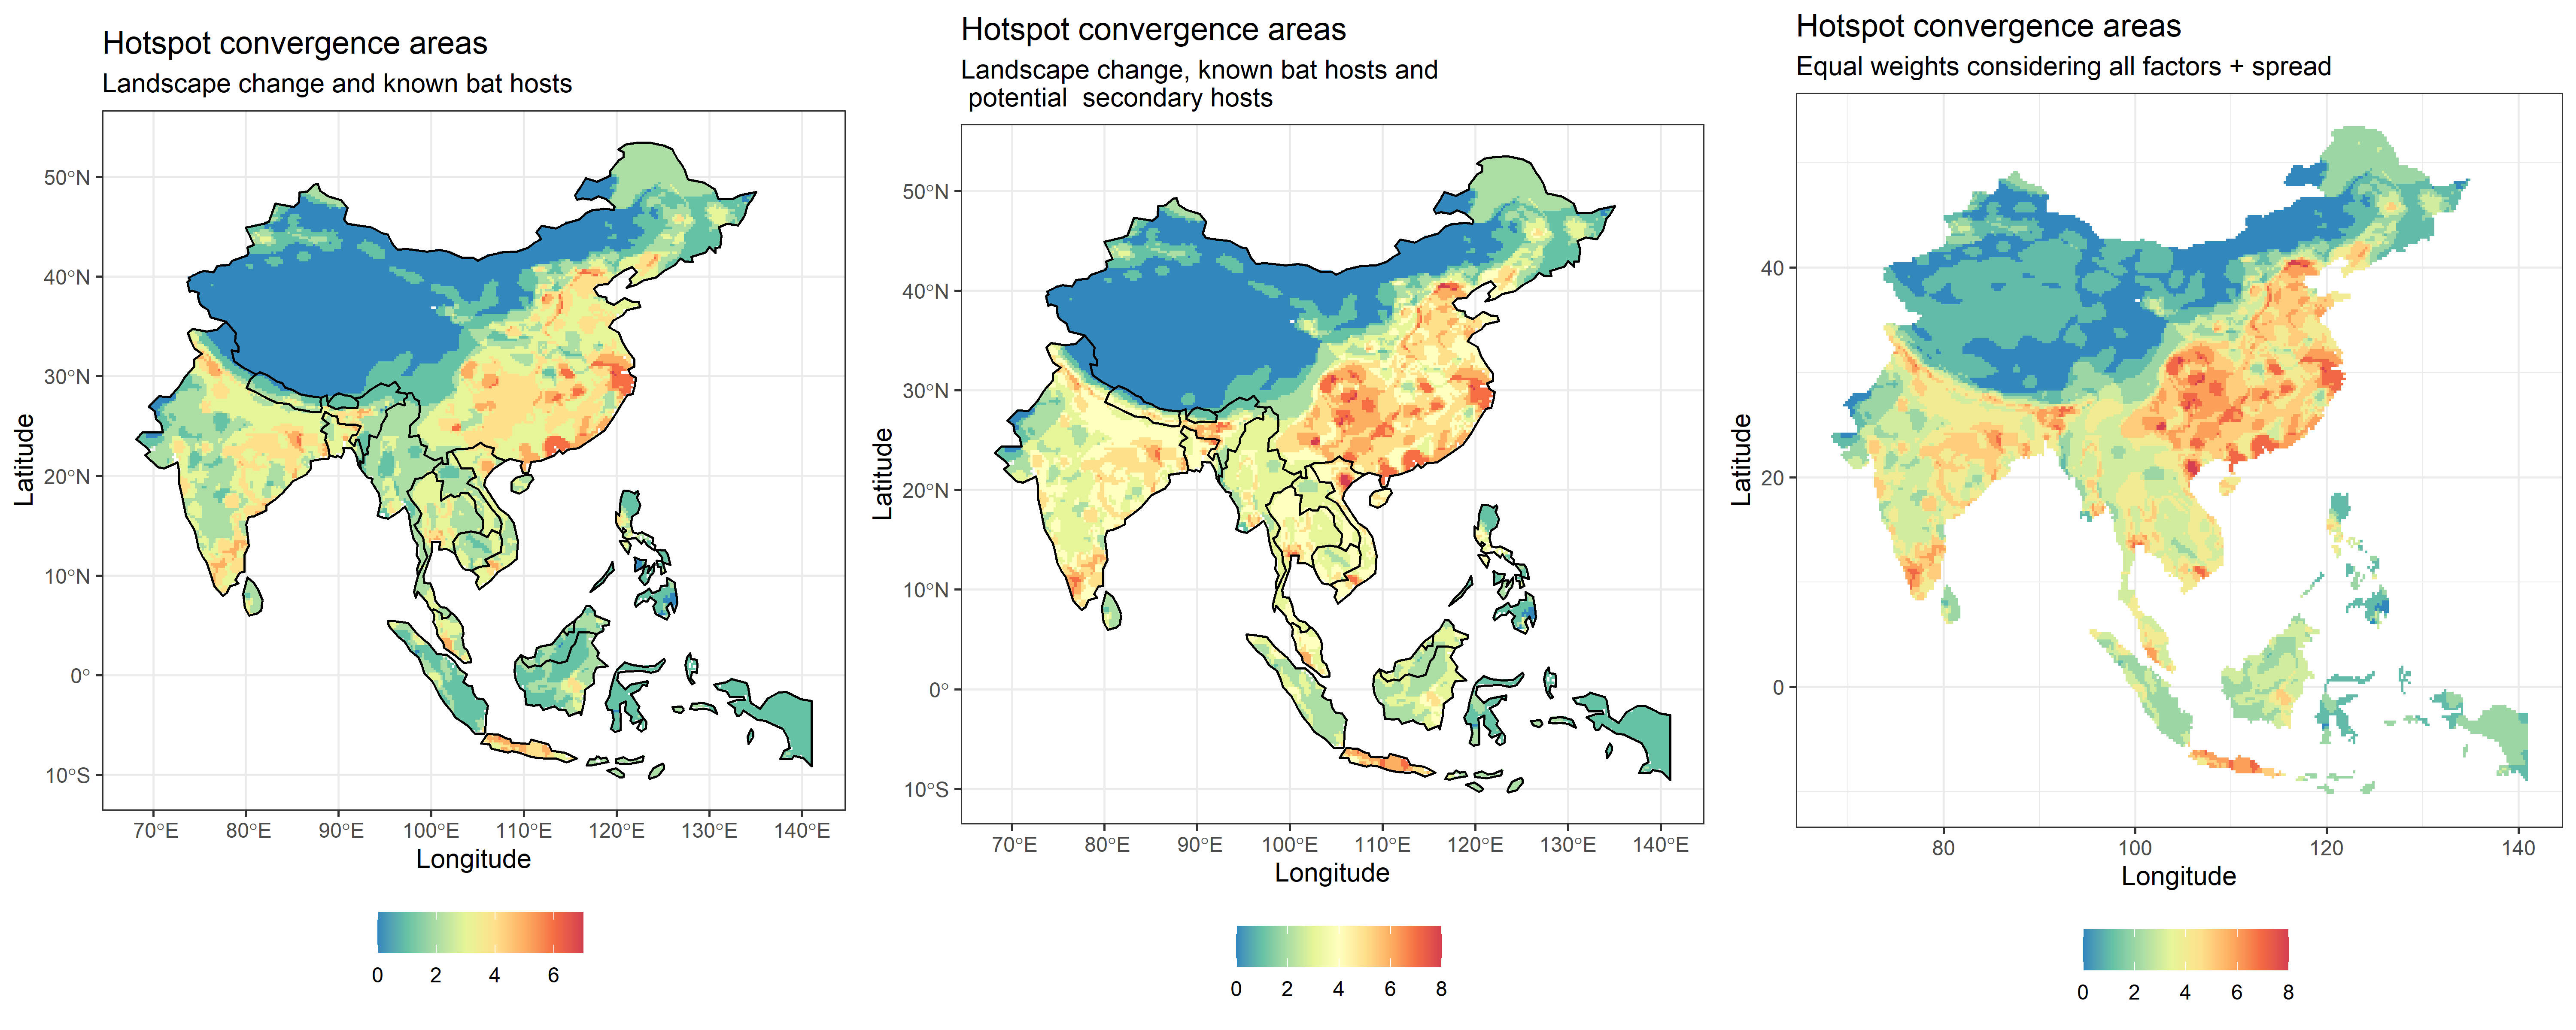 Hotspot convergence areas
Landscape change and known bat hosts
Latitude
50°N
40°N
30°N
20°N
10°N
0°
10°S
70°E 80°E 90°E 100°E 110°E 120°E 130°E 140°E
Longitude
0 2 4 6
Hotspot convergence areas
Landscape change, known bat hosts and
potential secondary hosts
Latitude
50°N
40°N
30°N
20°N
10°N
0°
10°S
70°E 80°E 90°E 100°E 110°E 120°E 130°E 140°E
Longitude
0 2 4 6 8
Hotspot convergence areas
Equal weights considering all factors + spread
Latitude
40
20
0
80 100 120 140
Longitude
0 2 4 6 8